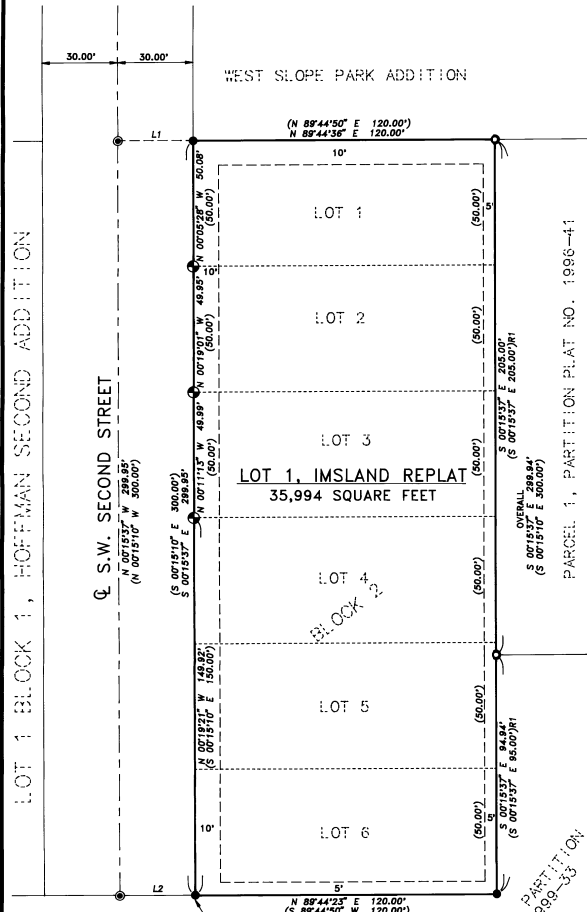 30.00'
30.00'
WEST SLOPE PARK ADDITION
(N 89°44'50" E 120.00')
N 89°44'36" E 120.00'
L1
10'
N 00°05'28" W 50.08'
(50.00')
LOT 1
(50.00')
5'
10'
N 00°19'01" W 49.95'
(50.00')
LOT 2
(50.00')
N 00°11'13" W 49.99'
(50.00')
LOT 3
(50.00')
LOT 1, IMSLAND REPLAT
35,994 SQUARE FEET
LOT 1 BLOCK 1, HOFFMAN SECOND ADDITION
℄ S.W. SECOND STREET
N 00°15'37" W 299.95'
(N 00°15'10" W 300.00')
(S 00°15'10" E 300.00')
S 00°15'37" E 299.95'
S 00°15'37" E 205.00'
(S 00°15'37" E 205.00')R1
OVERALL
S 00°15'37" E 299.94'
(S 00°15'10" E 300.00')
PARCEL 1, PARTITION PLAT NO. 1996-41
LOT 4
(50.00')
BLOCK 2
N 00°19'21" W 149.92'
(S 00°15'10" E 150.00')
LOT 5
(50.00')
S 00°15'37" E 94.94'
(S 00°15'37" E 95.00')R1
10'
LOT 6
(50.00')
5'
PARTITION
999-33
L2
5'
N 89°44'23" E 120.00'
(S 89°44'50" W 120.00')